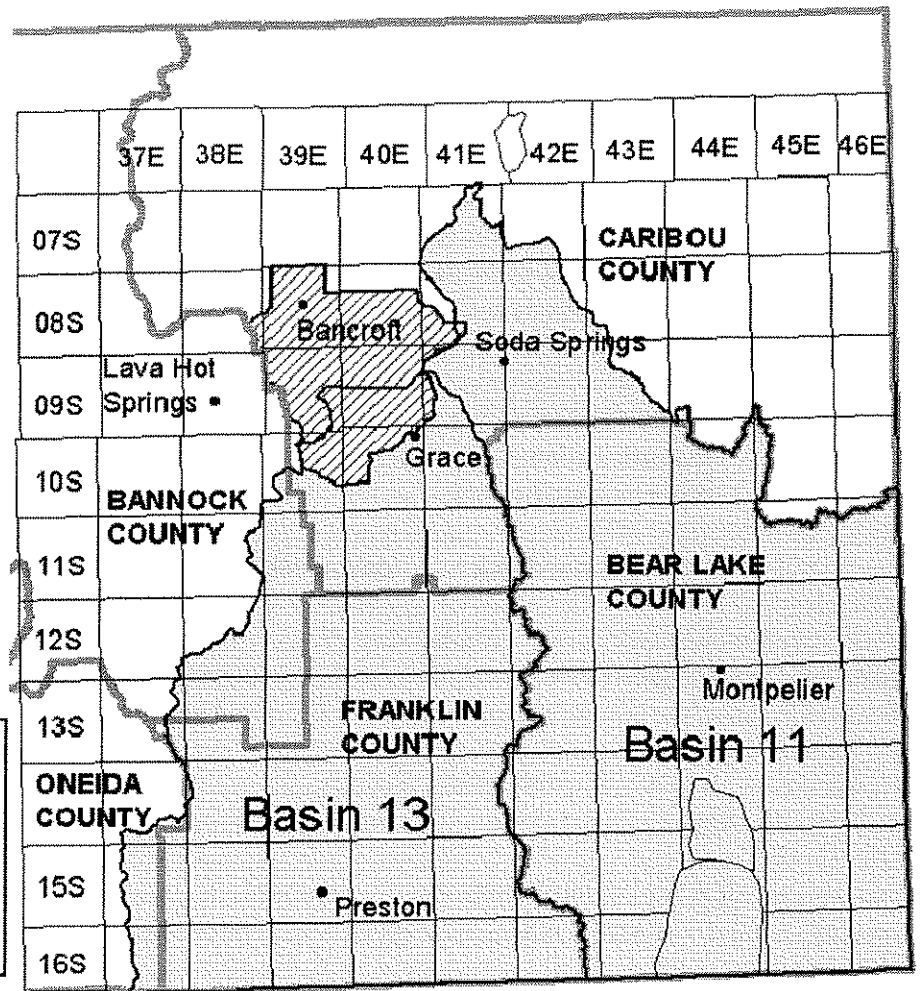 37E 38E 39E 40E 41E 42E 43E 44E 45E 46E
07S
CARIBOU
COUNTY
08S
Bancroft
Soda Springs
Lava Hot
Springs
09S
Grace
10S
BANNOCK
COUNTY
11S
BEAR LAKE
COUNTY
12S
Montpelier
13S
FRANKLIN
COUNTY
Basin 11
ONEIDA
COUNTY
Basin 13
15S
Preston
16S